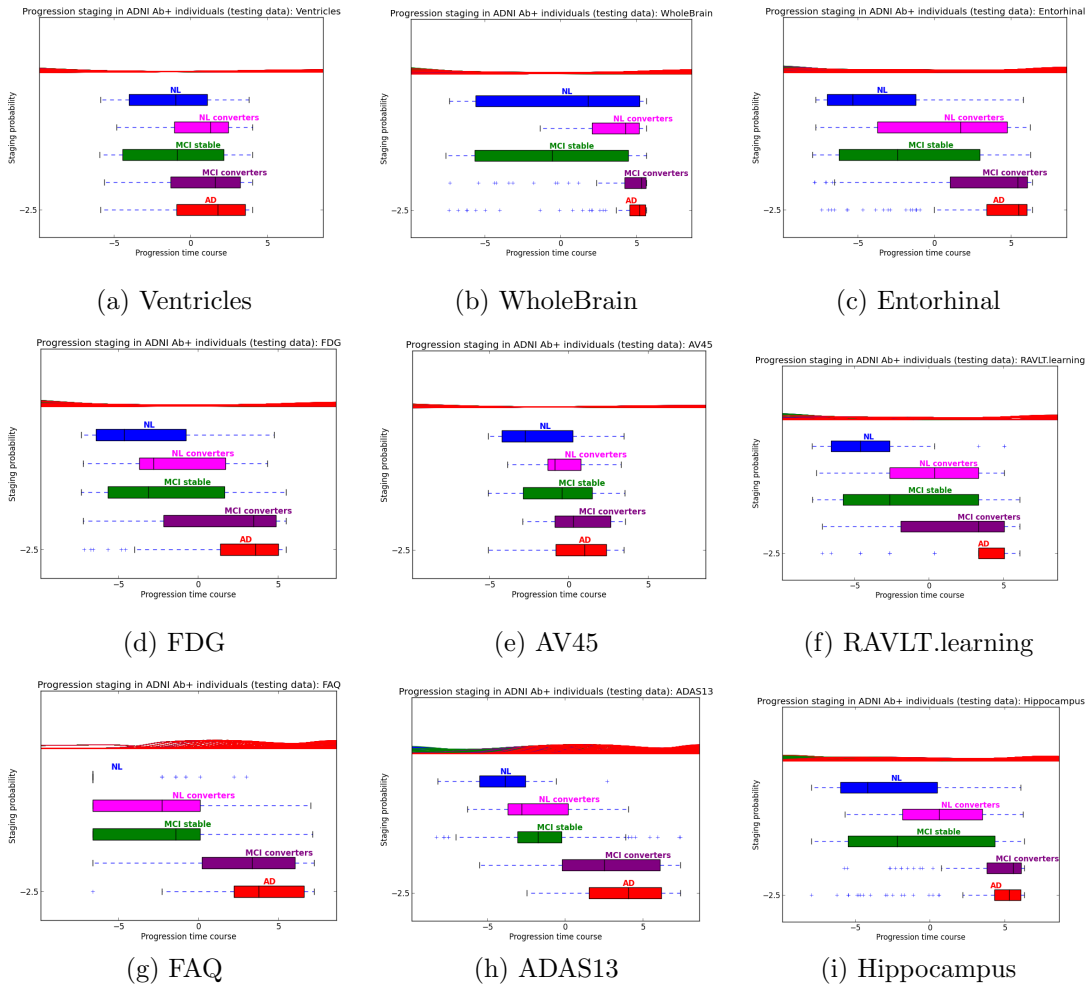 Progression staging in ADNI Ab+ individuals (testing data): Ventricles
Staging probability
NL
NL converters
MCI stable
MCI converters
AD
−2.5
−5 0 5
Progression time course
(a) Ventricles
Progression staging in ADNI Ab+ individuals (testing data): WholeBrain
Staging probability
NL
NL converters
MCI stable
MCI converters
AD
−2.5
−5 0 5
Progression time course
(b) WholeBrain
Progression staging in ADNI Ab+ individuals (testing data): Entorhinal
Staging probability
NL
NL converters
MCI stable
MCI converters
AD
−2.5
−5 0 5
Progression time course
(c) Entorhinal
Progression staging in ADNI Ab+ individuals (testing data): FDG
Staging probability
NL
NL converters
MCI stable
MCI converters
AD
−2.5
−5 0 5
Progression time course
(d) FDG
Progression staging in ADNI Ab+ individuals (testing data): AV45
Staging probability
NL
NL converters
MCI stable
MCI converters
AD
−2.5
−5 0 5
Progression time course
(e) AV45
Progression staging in ADNI Ab+ individuals (testing data): RAVLT.learning
Staging probability
NL
NL converters
MCI stable
MCI converters
AD
−2.5
−5 0 5
Progression time course
(f) RAVLT.learning
Progression staging in ADNI Ab+ individuals (testing data): FAQ
Staging probability
NL
NL converters
MCI stable
MCI converters
AD
−2.5
−5 0 5
Progression time course
(g) FAQ
Progression staging in ADNI Ab+ individuals (testing data): ADAS13
Staging probability
NL
NL converters
MCI stable
MCI converters
AD
−2.5
−5 0 5
Progression time course
(h) ADAS13
Progression staging in ADNI Ab+ individuals (testing data): Hippocampus
Staging probability
NL
NL converters
MCI stable
MCI converters
AD
−2.5
−5 0 5
Progression time course
(i) Hippocampus